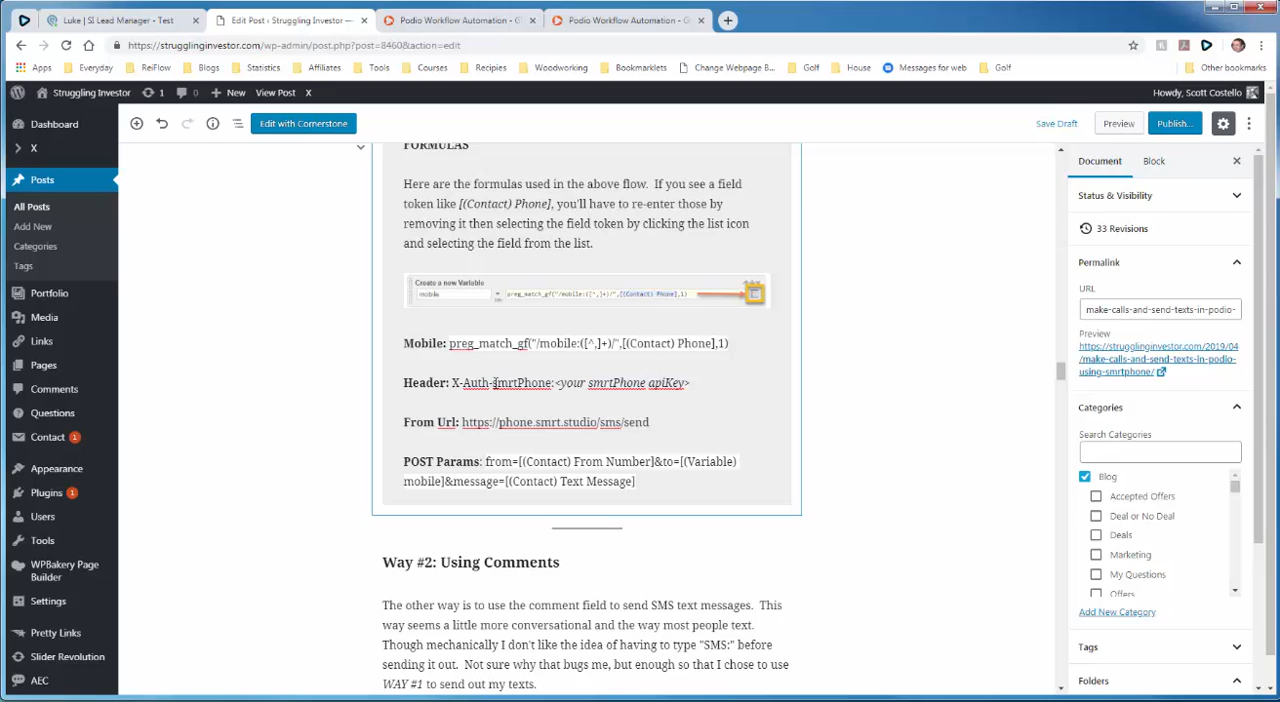 Luke | SI Lead Manager - Test
Edit Post ‹ Struggling Investor —
Podio Workflow Automation - Gl
Podio Workflow Automation - G
https://strugglinginvestor.com/wp-admin/post.php?post=8460&action=edit
Apps
Everyday
ReiFlow
Blogs
Statistics
Affiliates
Tools
Courses
Recipies
Woodworking
Bookmarklets
Change Webpage B...
Golf
House
Messages for web
Golf
Other bookmarks
Struggling Investor
1
0
New
View Post
X
Howdy, Scott Costello
Dashboard
X
Posts
All Posts
Add New
Categories
Tags
Portfolio
Media
Links
Pages
Comments
Questions
Contact 1
Appearance
Plugins 1
Users
Tools
WPBakery Page
Builder
Settings
Pretty Links
Slider Revolution
AEC
Edit with Cornerstone
Save Draft
Preview
Publish...
FORMULAS
Here are the formulas used in the above flow. If you see a field
token like [(Contact) Phone], you'll have to re-enter those by
removing it then selecting the field token by clicking the list icon
and selecting the field from the list.
Create a new Variable
mobile
preg_match_gf("/mobile:([^,]+)/",[(Contact) Phone],1)
Mobile: preg_match_gf("/mobile:([^,]+)/",[(Contact) Phone],1)
Header: X-Auth-smrtPhone:<your smrtPhone apiKey>
From Url: https://phone.smrt.studio/sms/send
POST Params: from=[(Contact) From Number]&to=[(Variable)
mobile]&message=[(Contact) Text Message]
Way #2: Using Comments
The other way is to use the comment field to send SMS text messages. This
way seems a little more conversational and the way most people text.
Though mechanically I don't like the idea of having to type "SMS:" before
sending it out. Not sure why that bugs me, but enough so that I chose to use
WAY #1 to send out my texts.
Document
Block
Status & Visibility
33 Revisions
Permalink
URL
make-calls-and-send-texts-in-podio-
Preview
https://strugglinginvestor.com/2019/04
/make-calls-and-send-texts-in-podio-
using-smrtphone/
Categories
Search Categories
Blog
Accepted Offers
Deal or No Deal
Deals
Marketing
My Questions
Offers
Add New Category
Tags
Folders